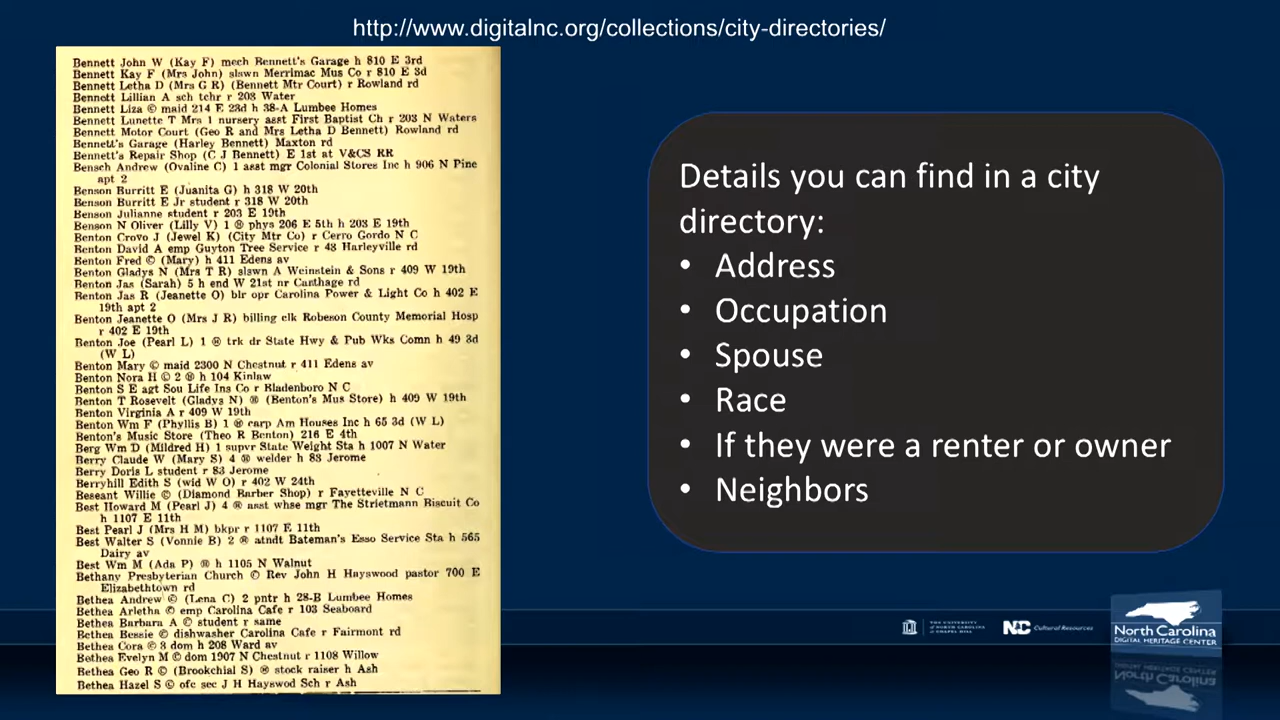 http://www.digitalnc.org/collections/city-directories/
Bennett John W (Kay F) mech Bennett's Garage h 810 E 3rd
Bennett Kay F (Mrs John) slswn Merrimac Mus Co r 810 E 3d
Bennett Letha D (Mrs G R) (Bennett Mtr Court) r Rowland rd
Bennett Lillian A sch tchr r 203 Water
Bennett Liza © maid 214 E 23d h 38-A Lumbee Homes
Bennett Lunette T Mrs 1 nursery asst First Baptist Ch r 203 N Waters
Bennett Motor Court (Geo R and Mrs Letha D Bennett) Rowland rd
Bennett's Garage (Harley Bennett) Maxton rd
Bennett's Repair Shop (C J Bennett) E 1st at V&CS RR
Bensch Andrew (Ovaline C) 1 asst mgr Colonial Stores Inc h 906 N Pine
apt 2
Benson Burritt E (Juanita G) h 318 W 20th
Benson Burritt E Jr student r 318 W 20th
Benson Julianne student r 203 E 19th
Benson N Oliver (Lilly V) 1 ® phys 206 E 5th h 203 E 19th
Benton Crovo J (Jewel K) (City Mtr Co) r Cerro Gordo N C
Benton David A emp Guyton Tree Service r 48 Harleyville rd
Benton Fred © (Mary) h 411 Edens av
Benton Gladys N (Mrs T R) slswn A Weinstein & Sons r 409 W 19th
Benton Jas (Sarah) 5 h end W 21st nr Carthage rd
Benton Jas R (Jeanette O) blr opr Carolina Power & Light Co h 402 E
19th apt 2
Benton Jeanette O (Mrs J R) billing clk Robeson County Memorial Hosp
r 402 E 19th
Benton Joe (Pearl L) 1 ® trk dr State Hwy & Pub Wks Comn h 49 3d
(W L)
Benton Mary © maid 2300 N Chestnut r 411 Edens av
Benton Nora H © 2 ® h 104 Kinlaw
Benton S E agt Sou Life Ins Co r Bladenboro N C
Benton T Rosevelt (Gladys N) ® (Benton's Mus Store) h 409 W 19th
Benton Virginia A r 409 W 19th
Benton Wm F (Phyllis B) 1 ® carp Am Houses Inc h 65 3d (W L)
Benton's Music Store (Theo R Benton) 216 E 4th
Berg Wm D (Mildred H) 1 supvr State Weight Sta h 1007 N Water
Berry Claude W (Mary S) 4 ® welder h 83 Jerome
Berry Doris L student r 83 Jerome
Berryhill Edith S (wid W O) r 402 W 24th
Beseant Willie © (Diamond Barber Shop) r Fayetteville N C
Best Howard M (Pearl J) 4 ® asst whse mgr The Strietmann Biscuit Co
h 1107 E 11th
Best Pearl J (Mrs H M) bkpr r 1107 E 11th
Best Walter S (Vonnie B) 2 ® atndt Bateman's Esso Service Sta h 565
Dairy av
Best Wm M (Ada P) ® h 1105 N Walnut
Bethany Presbyterian Church © Rev John H Hayswood pastor 700 E
Elizabethtown rd
Bethea Andrew © (Lena C) 2 pntr h 28-B Lumbee Homes
Bethea Arletha © emp Carolina Cafe r 103 Seaboard
Bethea Barbara A © student r same
Bethea Bessie © dishwasher Carolina Cafe r Fairmont rd
Bethea Cora © 3 dom h 208 Ward av
Bethea Evelyn M © dom 1907 N Chestnut r 1108 Willow
Bethea Geo R © (Brookchial S) ® stock raiser h Ash
Bethea Hazel S © ofc sec J H Hayswod Sch r Ash
Details you can find in a city
directory:
• Address
• Occupation
• Spouse
• Race
• If they were a renter or owner
• Neighbors
THE UNIVERSITY
OF NORTH CAROLINA
at CHAPEL HILL
NC Cultural Resources
North Carolina
DIGITAL HERITAGE CENTER